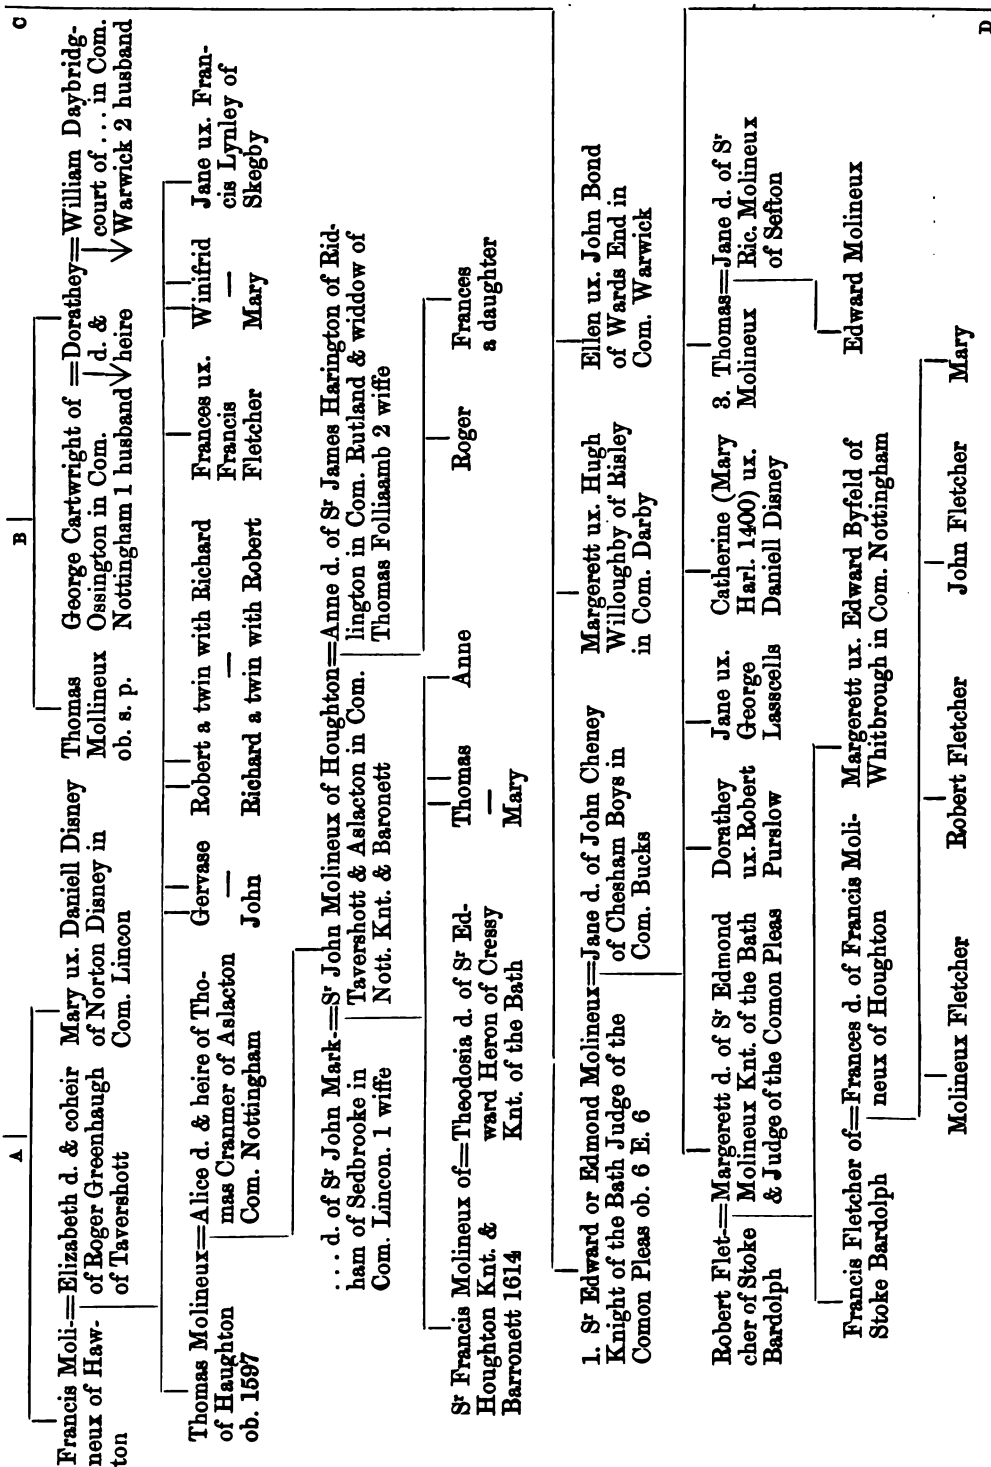 A
B
C
Francis Moli-=Elizabeth d. & coheir
neux of Haw- of Roger Greenhaugh
ton of Tavershott
Mary ux. Daniell Disney
of Norton Disney in
Com. Lincon
Thomas
Mollineux
ob. s. p.
George Cartwright of =Dorathey=William Daybridg-
Ossington in Com. d. & court of ... in Com.
Nottingham 1 husband heire Warwick 2 husband
Thomas Molineux=Alice d. & heire of Tho-
of Haughton mas Cranmer of Aslacton
ob. 1597 Com. Nottingham
Gervase
—
John
Robert a twin with Richard
—
Richard a twin with Robert
Frances ux.
Francis
Fletcher
Winifrid
—
Mary
Jane ux. Fran-
cis Lynley of
Skegby
... d. of Sr John Mark-=Sr John Molineux of Houghton=Anne d. of Sr James Harington of Rid-
ham of Sedbrooke in Tavershott & Aslacton in Com. lington in Com. Rutland & widdow of
Com. Lincon. 1 wiffe Nott. Knt. & Baronett Thomas Folliaamb 2 wiffe
Sr Francis Molineux of=Theodosia d. of Sr Ed-
Houghton Knt. & ward Heron of Cressy
Barronett 1614 Knt. of the Bath
Thomas
—
Mary
Anne
Roger
Frances
a daughter
1. Sr Edward or Edmond Molineux=Jane d. of John Cheney
Knight of the Bath Judge of the of Chesham Boys in
Comon Pleas ob. 6 E. 6 Com. Bucks
Margerett ux. Hugh
Willoughby of Risley
in Com. Darby
Ellen ux. John Bond
of Wards End in
Com. Warwick
Robert Flet-=Margerett d. of Sr Edmond
cher of Stoke Molineux Knt. of the Bath
Bardolph & Judge of the Comon Pleas
Dorathey
ux. Robert
Purslow
Jane ux.
George
Lasscells
Catherine (Mary
Harl. 1400) ux.
Daniell Disney
3. Thomas=Jane d. of Sr
Molineux Ric. Molineux
of Sefton
Francis Fletcher of=Frances d. of Francis Moli-
Stoke Bardolph neux of Houghton
Margerett ux. Edward Byfeld of
Whitbrough in Com. Nottingham
Edward Molineux
Molineux Fletcher
Robert Fletcher
John Fletcher
Mary
D